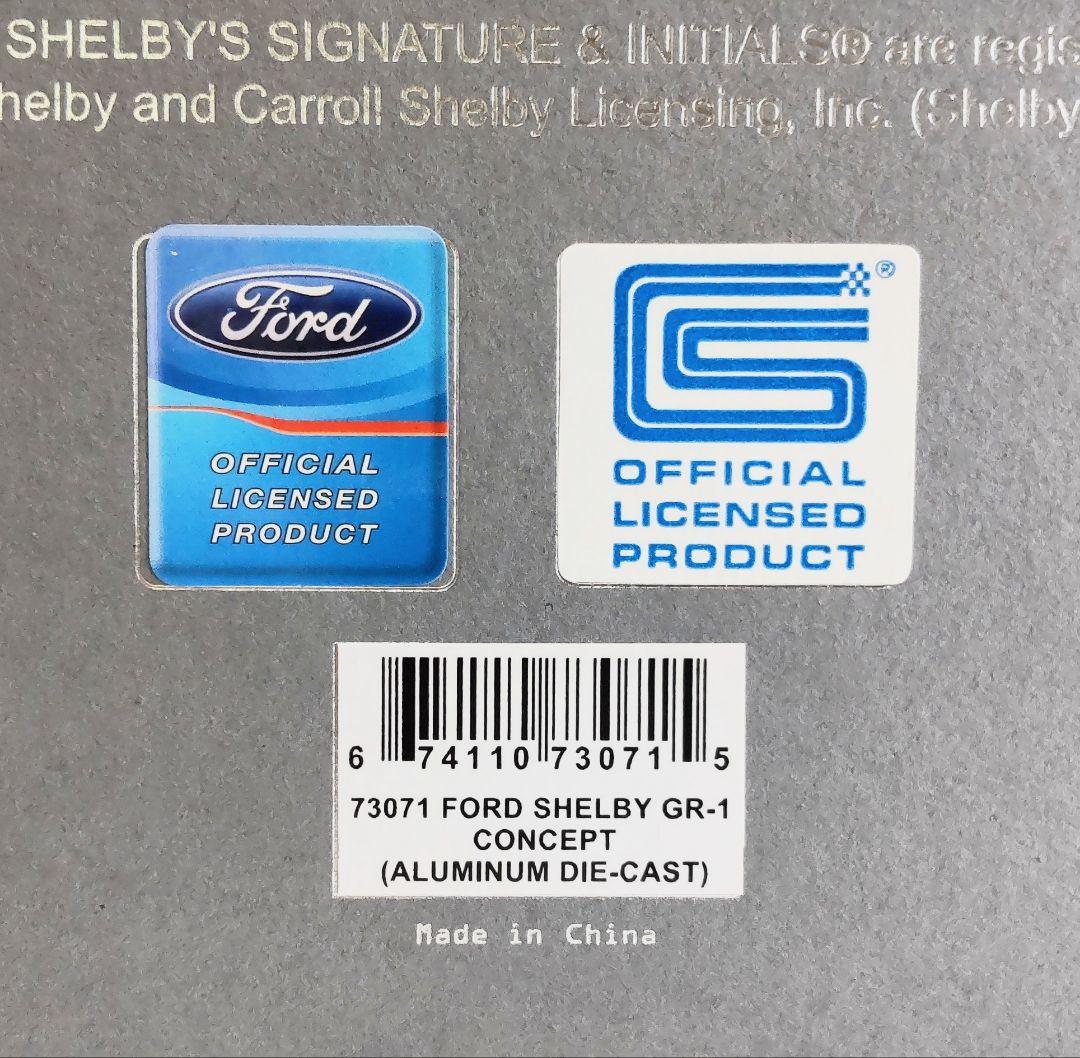 SHELBY'S SIGNATURE & INITIALS® are regis
helby and Carroll Shelby Licensing, Inc. (Shelby
Ford
OFFICIAL
LICENSED
PRODUCT
®
OFFICIAL
LICENSED
PRODUCT
6 74110 73071 5
73071 FORD SHELBY GR-1
CONCEPT
(ALUMINUM DIE-CAST)
Made in China